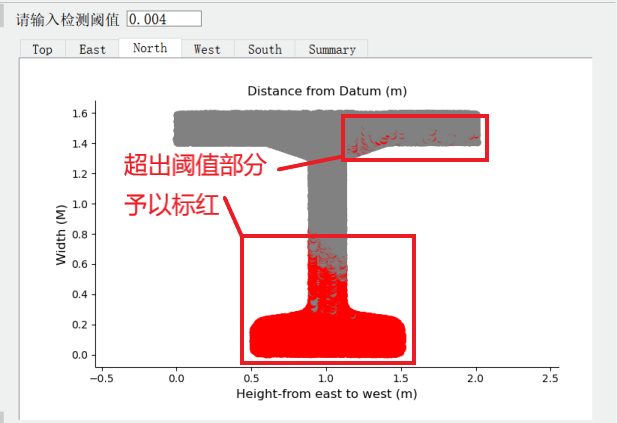 请输入检测阈值 0.004
Top East North West South Summary
Distance from Datum (m)
1.6
1.4
1.2
1.0
0.8
0.6
0.4
0.2
0.0
Width (M)
超出阈值部分
予以标红
-0.5 0.0 0.5 1.0 1.5 2.0 2.5
Height-from east to west (m)